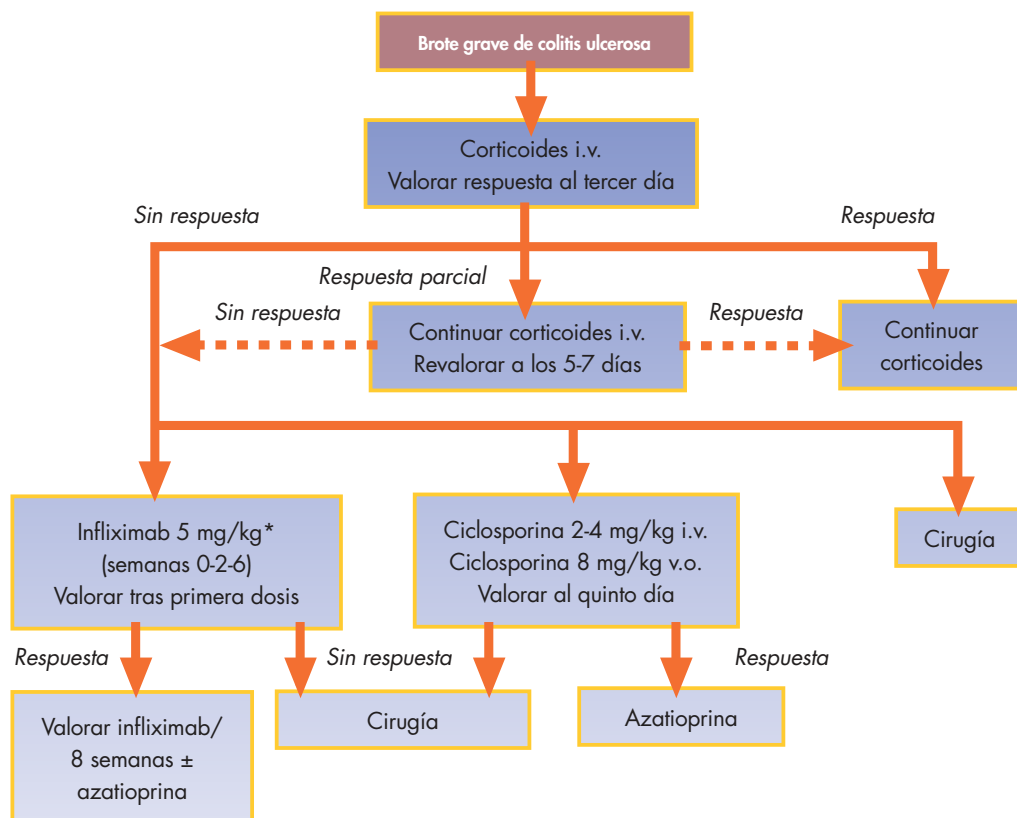 Brote grave de colitis ulcerosa
Corticoides i.v.
Valorar respuesta al tercer día
Sin respuesta
Respuesta
Respuesta parcial
Sin respuesta
Continuar corticoides i.v.
Revalorar a los 5-7 días
Respuesta
Continuar
corticoides
Infliximab 5 mg/kg*
(semanas 0-2-6)
Valorar tras primera dosis
Ciclosporina 2-4 mg/kg i.v.
Ciclosporina 8 mg/kg v.o.
Valorar al quinto día
Cirugía
Respuesta
Sin respuesta
Respuesta
Valorar infliximab/
8 semanas ±
azatioprina
Cirugía
Azatioprina